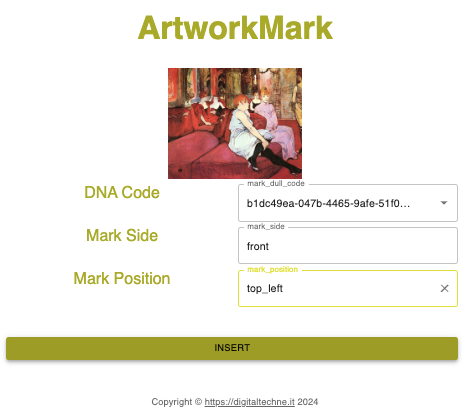 ArtworkMark
DNA Code
mark_dull_code
b1dc49ea-047b-4465-9afe-51f0...
Mark Side
mark_side
front
Mark Position
mark_position
top_left
INSERT
Copyright © https://digitaltechne.it 2024